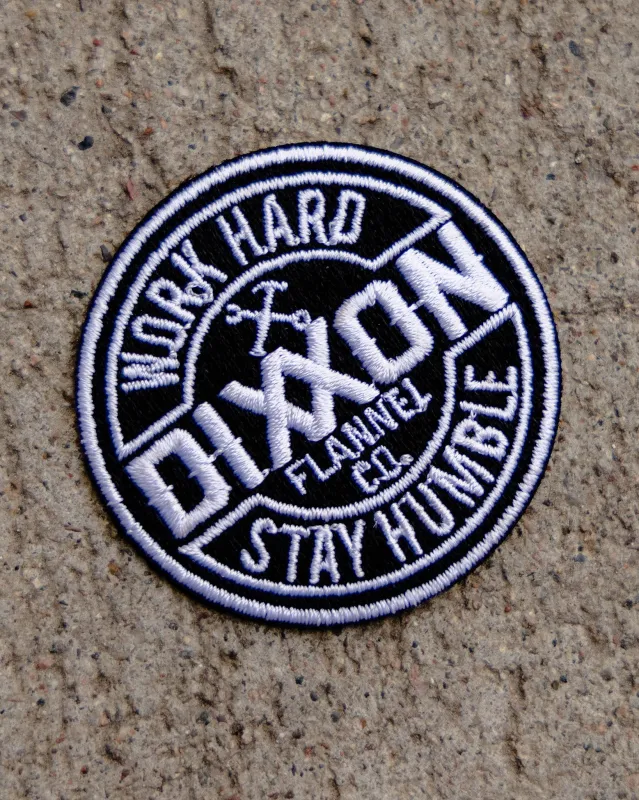 WORK HARD
DIXXON
FLANNEL
CO.
STAY HUMBLE